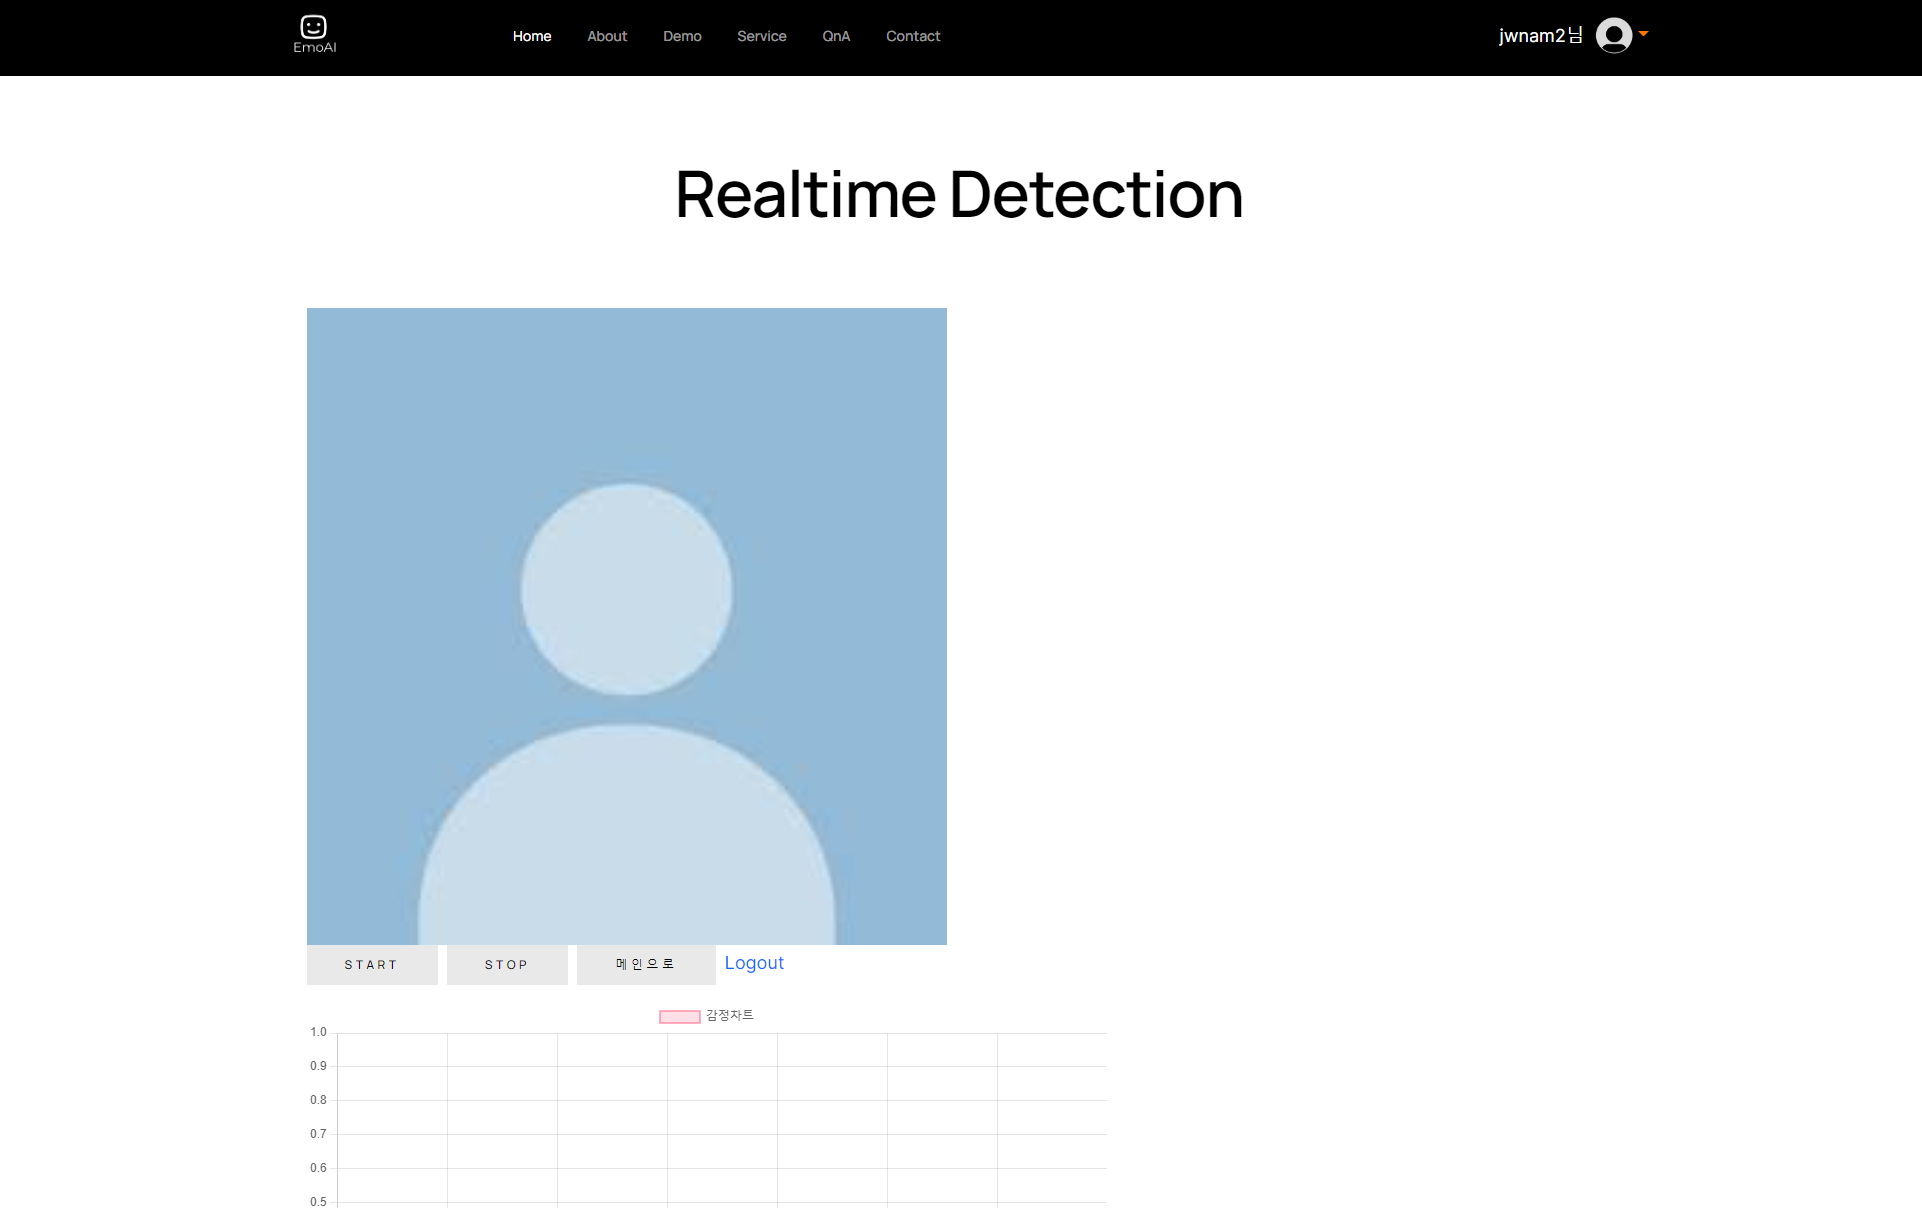 EmoAI
Home About Demo Service QnA Contact
jwnam2님
Realtime Detection
START STOP 메인으로 Logout
감정차트
1.0
0.9
0.8
0.7
0.6
0.5